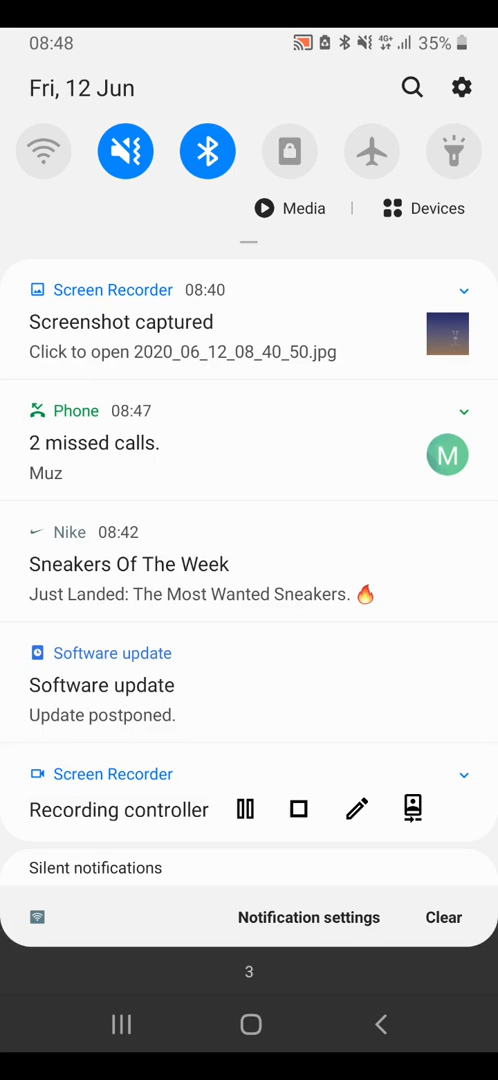 08:48 4G+ 35%
Fri, 12 Jun
Media | Devices
Screen Recorder 08:40
Screenshot captured
Click to open 2020_06_12_08_40_50.jpg
Phone 08:47
2 missed calls.
M
Muz
Nike 08:42
Sneakers Of The Week
Just Landed: The Most Wanted Sneakers. 🔥
Software update
Software update
Update postponed.
Screen Recorder
Recording controller
Silent notifications
Notification settings Clear
3